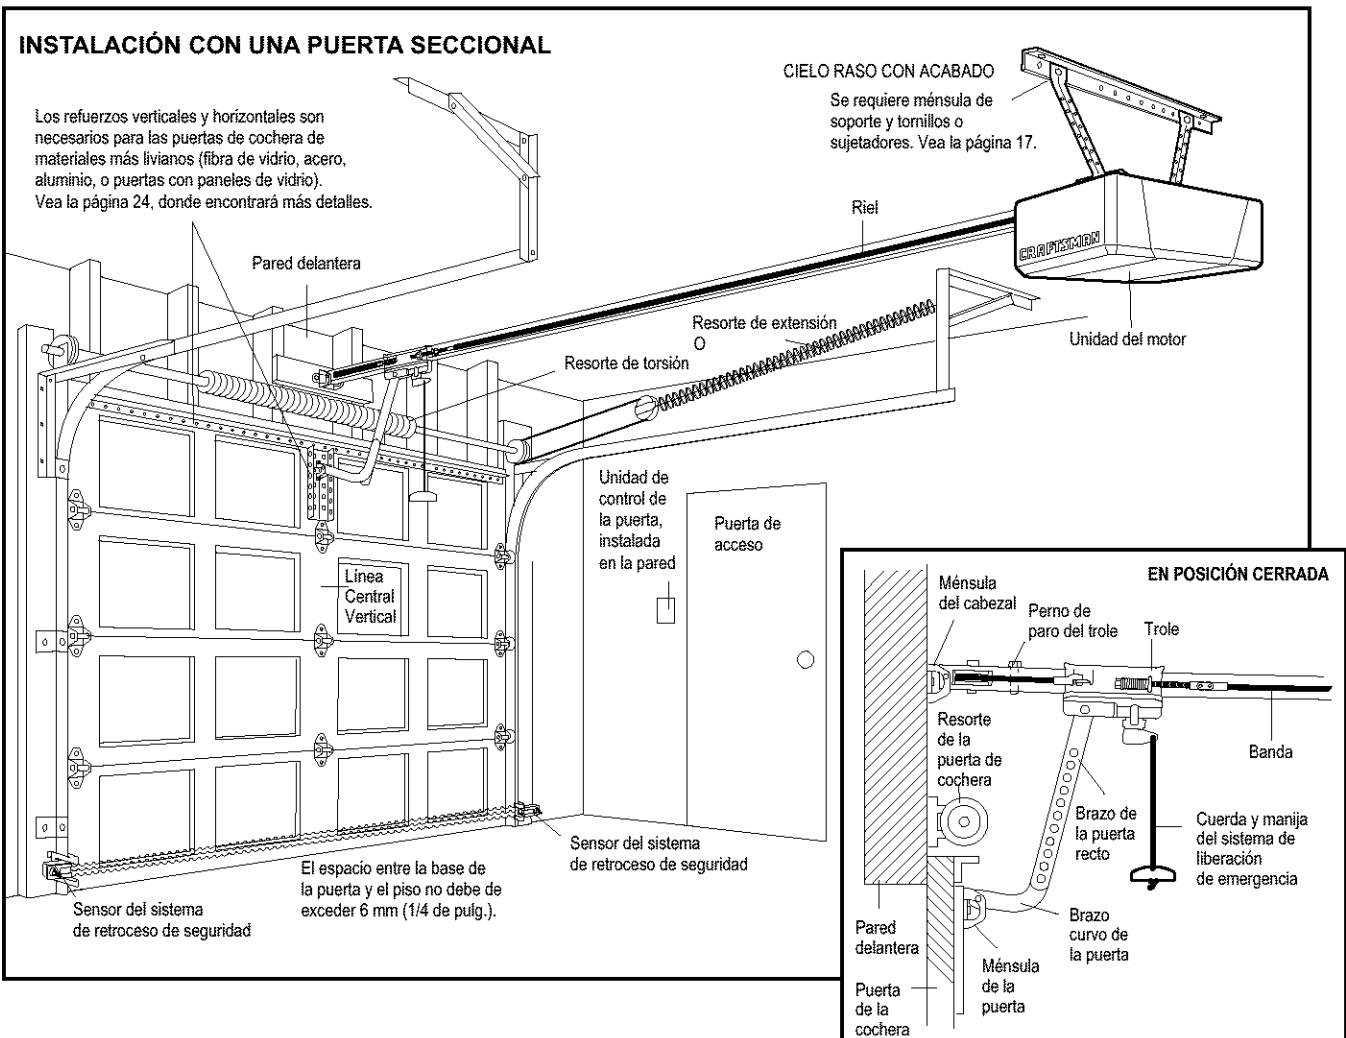 INSTALACIÓN CON UNA PUERTA SECCIONAL
Los refuerzos verticales y horizontales son
necesarios para las puertas de cochera de
materiales más livianos (fibra de vidrio, acero,
aluminio, o puertas con paneles de vidrio).
Vea la página 24, donde encontrará más detalles.
Pared delantera
CIELO RASO CON ACABADO
Se requiere ménsula de
soporte y tornillos o
sujetadores. Vea la página 17.
Riel
CRAFTSMAN
Unidad del motor
Resorte de extensión
O
Resorte de torsión
Unidad de
control de
la puerta,
instalada
en la pared
Puerta de
acceso
Línea
Central
Vertical
Sensor del sistema
de retroceso de seguridad
El espacio entre la base de
la puerta y el piso no debe de
exceder 6 mm (1/4 de pulg.).
Sensor del sistema
de retroceso de seguridad
EN POSICIÓN CERRADA
Ménsula
del cabezal
Perno de
paro del trole
Trole
Resorte
de la
puerta de
cochera
Banda
Brazo de
la puerta
recto
Cuerda y manija
del sistema de
liberación
de emergencia
Pared
delantera
Brazo
curvo de
la puerta
Ménsula
de la
puerta
Puerta
de la
cochera